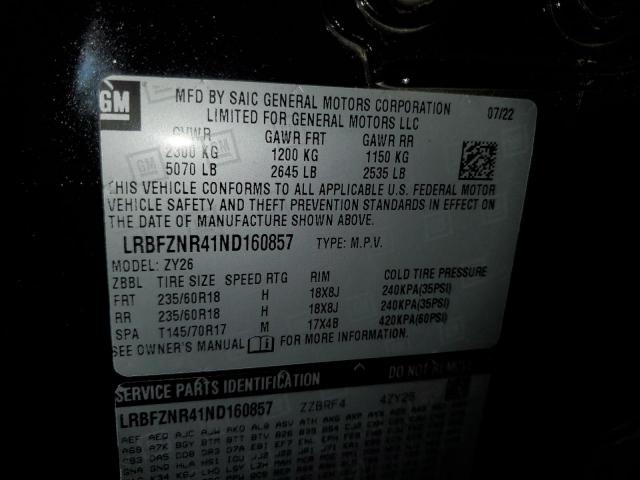 GM
MFD BY SAIC GENERAL MOTORS CORPORATION
LIMITED FOR GENERAL MOTORS LLC
07/22
GVWR GAWR FRT GAWR RR
2300 KG 1200 KG 1150 KG
5070 LB 2645 LB 2535 LB
THIS VEHICLE CONFORMS TO ALL APPLICABLE U.S. FEDERAL MOTOR
VEHICLE SAFETY AND THEFT PREVENTION STANDARDS IN EFFECT ON
THE DATE OF MANUFACTURE SHOWN ABOVE.
LRBFZNR41ND160857 TYPE: M.P.V.
MODEL: ZY26
ZBBL TIRE SIZE SPEED RTG RIM COLD TIRE PRESSURE
FRT 235/60R18 H 18X8J 240KPA(35PSI)
RR 235/60R18 H 18X8J 240KPA(35PSI)
SPA T145/70R17 M 17X4B 420KPA(60PSI)
SEE OWNER'S MANUAL FOR MORE INFORMATION.
SERVICE PARTS IDENTIFICATION DO NOT REMOVE
LRBFZNR41ND160857 ZZBRF4 4ZY26